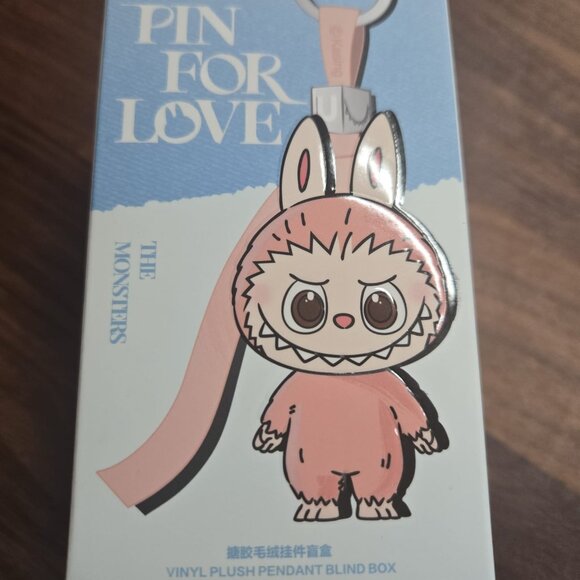 PIN
FOR
LOVE
U
THE
MONSTERS
搪胶毛绒挂件盲盒
VINYL PLUSH PENDANT BLIND BOX